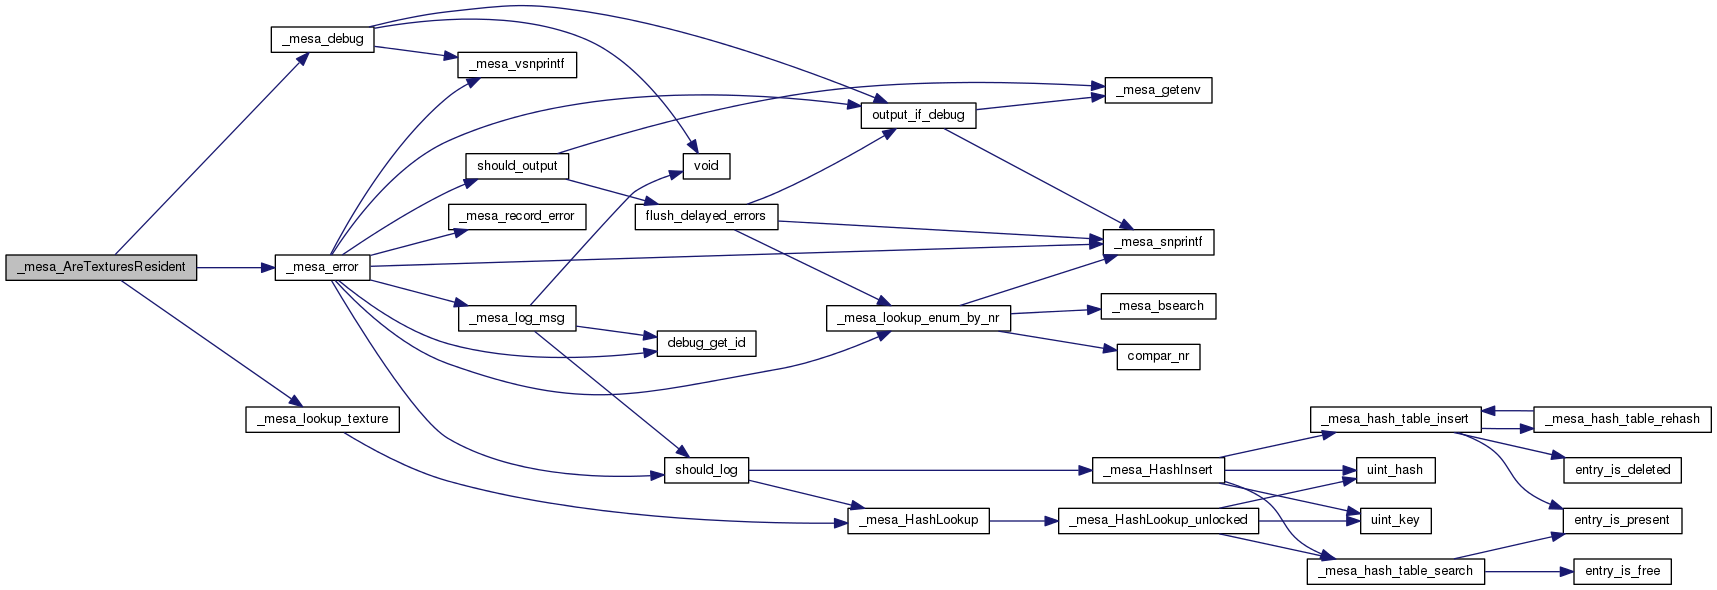 _mesa_debug
_mesa_vsnprintf
_mesa_getenv
output_if_debug
should_output
void
_mesa_record_error
flush_delayed_errors
_mesa_snprintf
_mesa_AreTexturesResident
_mesa_error
_mesa_log_msg
_mesa_lookup_enum_by_nr
_mesa_bsearch
debug_get_id
compar_nr
_mesa_lookup_texture
_mesa_hash_table_insert
_mesa_hash_table_rehash
should_log
_mesa_HashInsert
uint_hash
entry_is_deleted
_mesa_HashLookup
_mesa_HashLookup_unlocked
uint_key
entry_is_present
_mesa_hash_table_search
entry_is_free